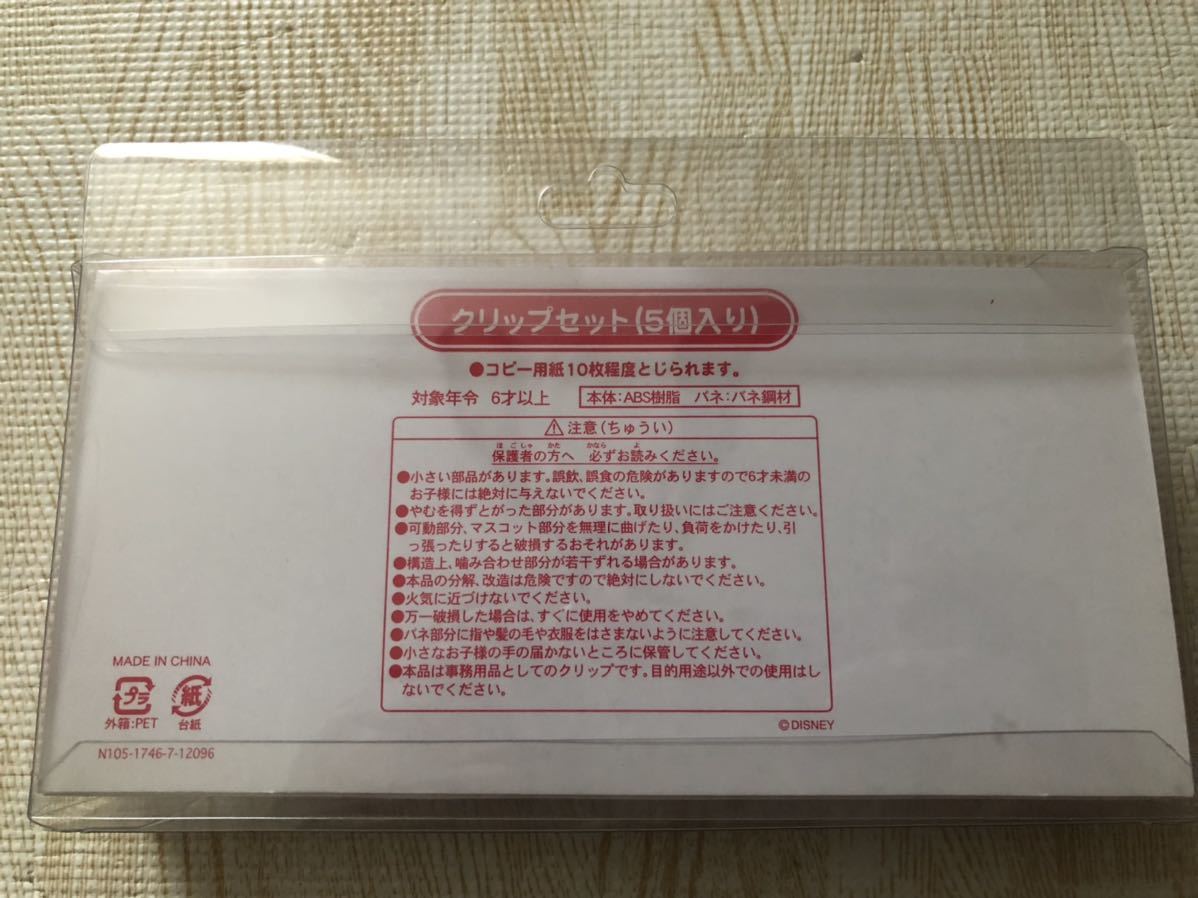 クリップセット(5個入り)
●コピー用紙10枚程度とじられます。
対象年令 6才以上 本体:ABS樹脂 バネ:バネ鋼材
⚠注意(ちゅうい)
ほごしゃ かた かなら よ
保護者の方へ 必ずお読みください。
●小さい部品があります。誤飲、誤食の危険がありますので6才未満の
お子様には絶対に与えないでください。
●やむを得ずとがった部分があります。取り扱いにはご注意ください。
●可動部分、マスコット部分を無理に曲げたり、負荷をかけたり、引
っ張ったりすると破損するおそれがあります。
●構造上、噛み合わせ部分が若干ずれる場合があります。
●本品の分解、改造は危険ですので絶対にしないでください。
●火気に近づけないでください。
●万一破損した場合は、すぐに使用をやめてください。
●バネ部分に指や髪の毛や衣服をはさまないように注意してください。
●小さなお子様の手の届かないところに保管してください。
●本品は事務用品としてのクリップです。目的用途以外での使用はし
ないでください。
©DISNEY
MADE IN CHINA
プラ 紙
外箱:PET 台紙
N105-1746-7-12096